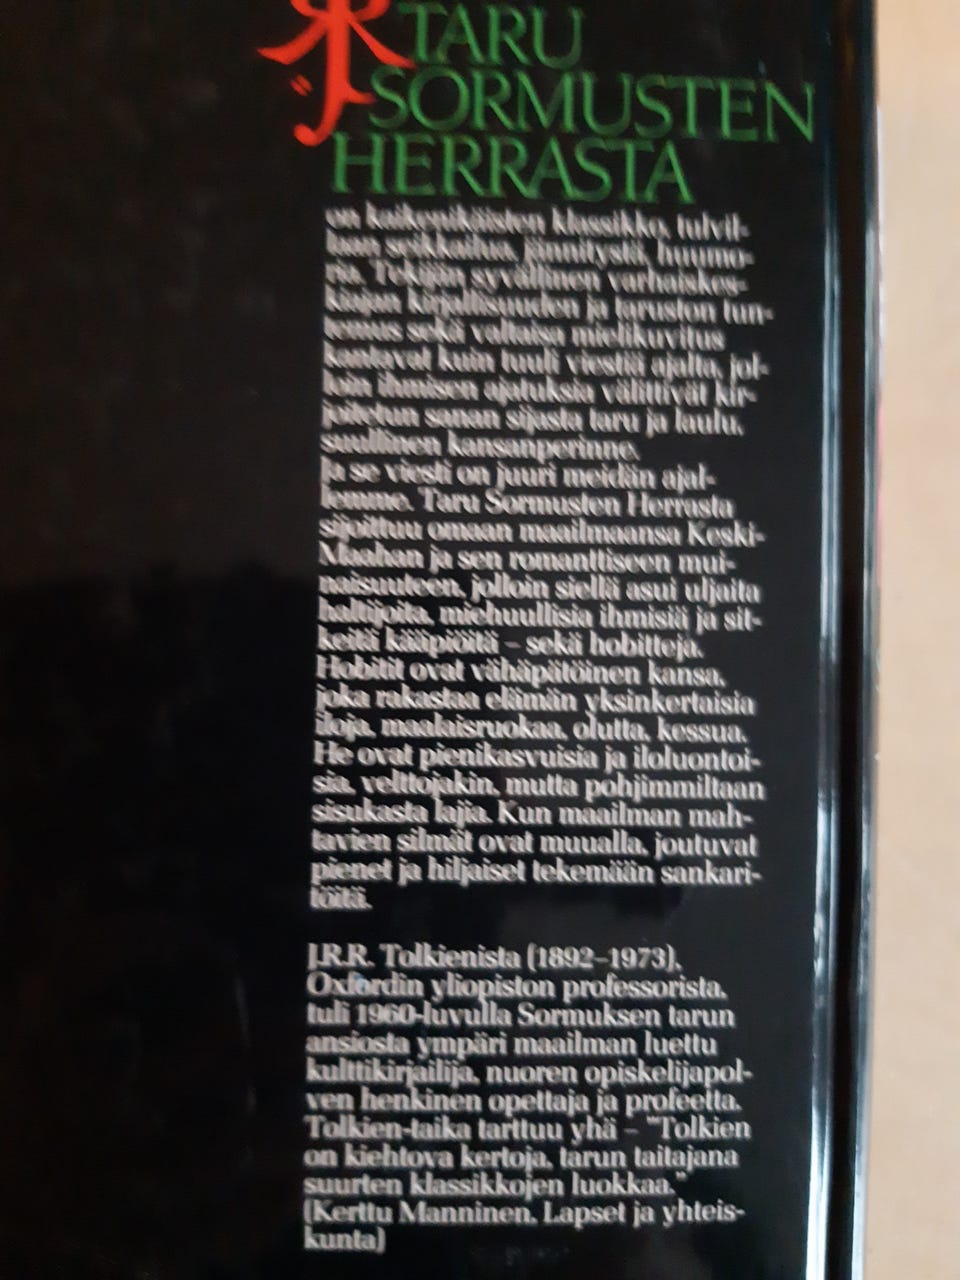 TARU
SORMUSTEN
HERRASTA
on kaikenikäisten klassikko, tulvil-
laan seikkailua, jännitystä, huumo-
ria. Tekijän syvällinen varhaiskes-
kiajan kirjallisuuden ja taruston tun-
temus sekä valtaisa mielikuvitus
kantavat kuin tuuli viestiä ajalta, jol-
loin ihmisen ajatuksia välittivät kir-
joitetun sanan sijasta taru ja laulu,
suullinen kansanperinne.
Ja se viesti on juuri meidän ajal-
lemme. Taru Sormusten Herrasta
sijoittuu omaan maailmaansa Keski-
Maahan ja sen romanttiseen mui-
naisuuteen, jolloin siellä asui uljaita
haltijoita, miehuullisia ihmisiä ja sit-
keitä kääpiöitä – sekä hobitteja.
Hobitit ovat vähäpätöinen kansa,
joka rakastaa elämän yksinkertaisia
iloja, maalaisruokaa, olutta, kessua.
He ovat pienikasvuisia ja iloluontoi-
sia, velttojakin, mutta pohjimmiltaan
sisukasta lajia. Kun maailman mah-
tavien silmät ovat muualla, joutuvat
pienet ja hiljaiset tekemään sankari-
töitä.
J.R.R. Tolkienista (1892–1973),
Oxfordin yliopiston professorista,
tuli 1960-luvulla Sormuksen tarun
ansiosta ympäri maailman luettu
kulttikirjailija, nuoren opiskelijapol-
ven henkinen opettaja ja profeetta.
Tolkien-taika tarttuu yhä – "Tolkien
on kiehtova kertoja, tarun taitajana
suurten klassikkojen luokkaa."
(Kerttu Manninen, Lapset ja yhteis-
kunta)